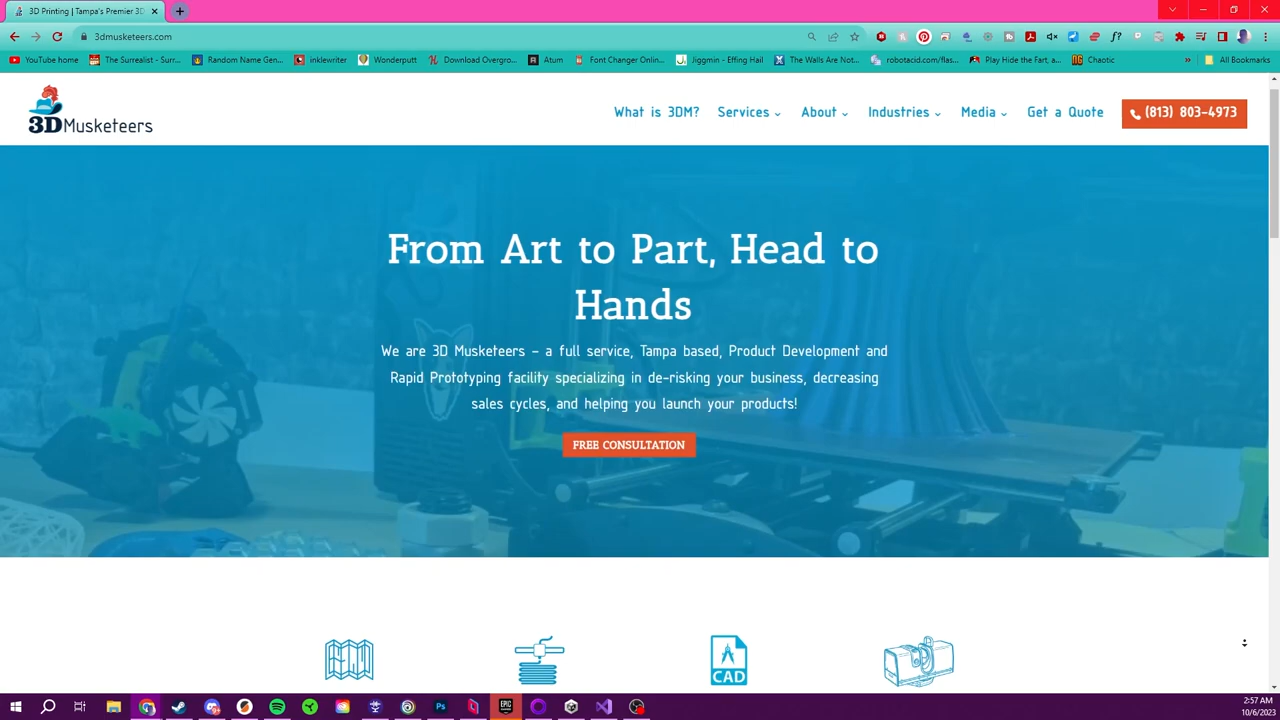 3D Printing | Tampa's Premier 3D
3dmusketeers.com
YouTube home
The Surrealist - Surr...
Random Name Gen...
inklewriter
Wonderputt
Download Overgro...
Atum
Font Changer Onlin...
Jiggmin - Effing Hail
The Walls Are Not...
robotacid.com/flas...
Play Hide the Fart, a...
Chaotic
»
All Bookmarks
3DMusketeers
What is 3DM?
Services
About
Industries
Media
Get a Quote
(813) 803-4973
From Art to Part, Head to
Hands
We are 3D Musketeers – a full service, Tampa based, Product Development and
Rapid Prototyping facility specializing in de-risking your business, decreasing
sales cycles, and helping you launch your products!
FREE CONSULTATION
CAD
EPIC
Ps
2:57 AM
10/6/2023